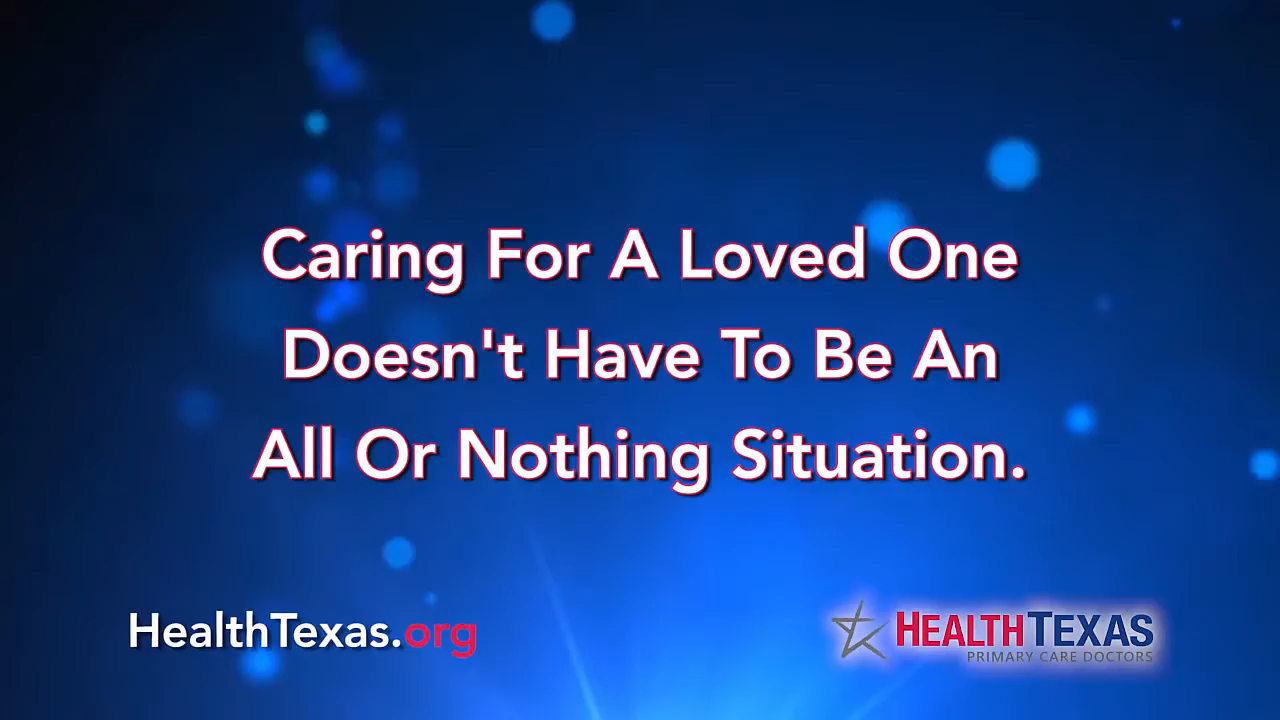 Caring For A Loved One
Doesn't Have To Be An
All Or Nothing Situation.
HealthTexas.org
HEALTHTEXAS
PRIMARY CARE DOCTORS